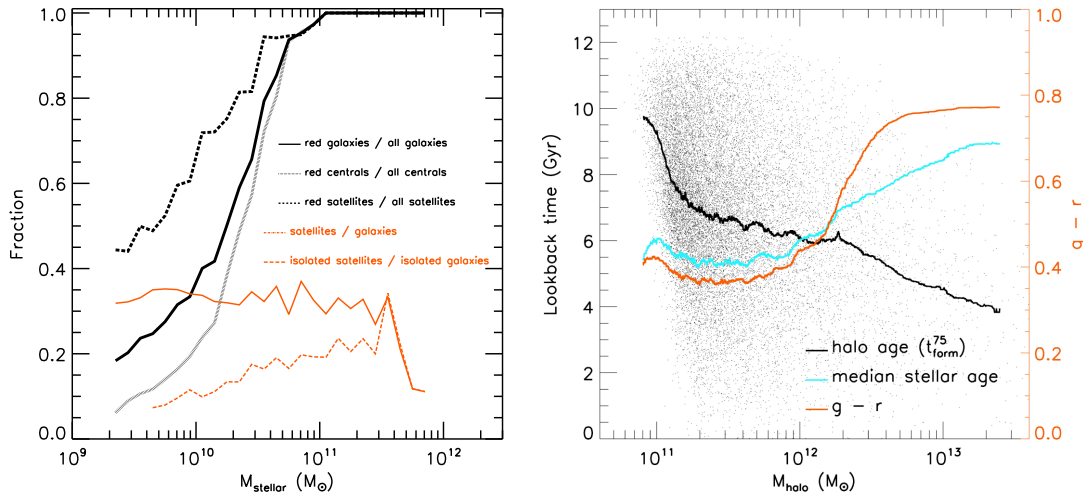 1.0
0.8
0.6
0.4
0.2
0.0
Fraction
10^9
10^10
10^11
10^12
M_stellar (M_⊙)
red galaxies / all galaxies
red centrals / all centrals
red satellites / all satellites
satellites / galaxies
isolated satellites / isolated galaxies
12
10
8
6
4
2
0
Lookback time (Gyr)
10^11
10^12
10^13
M_halo (M_⊙)
halo age (t^75_form)
median stellar age
g − r
1.0
0.8
0.6
0.4
0.2
0.0
g − r